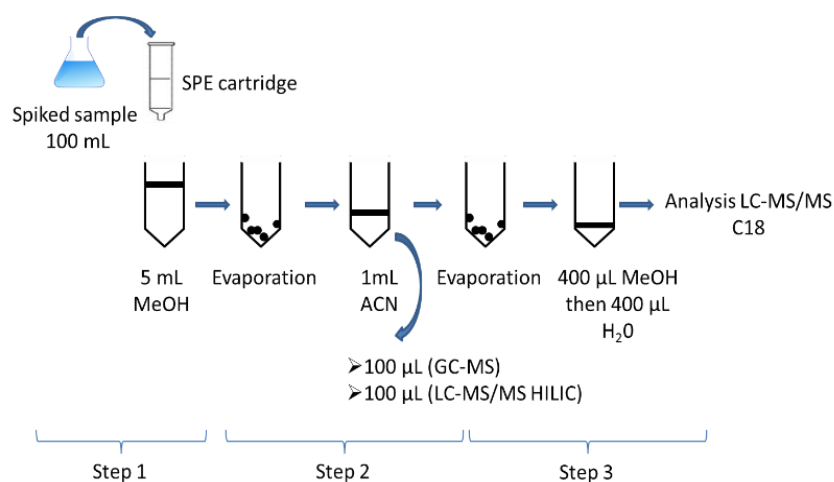 SPE cartridge
Spiked sample
100 mL
5 mL
MeOH
Evaporation
1mL
ACN
Evaporation
400 µL MeOH
then 400 µL
H₂0
Analysis LC-MS/MS
C18
➢100 µL (GC-MS)
➢100 µL (LC-MS/MS HILIC)
Step 1
Step 2
Step 3